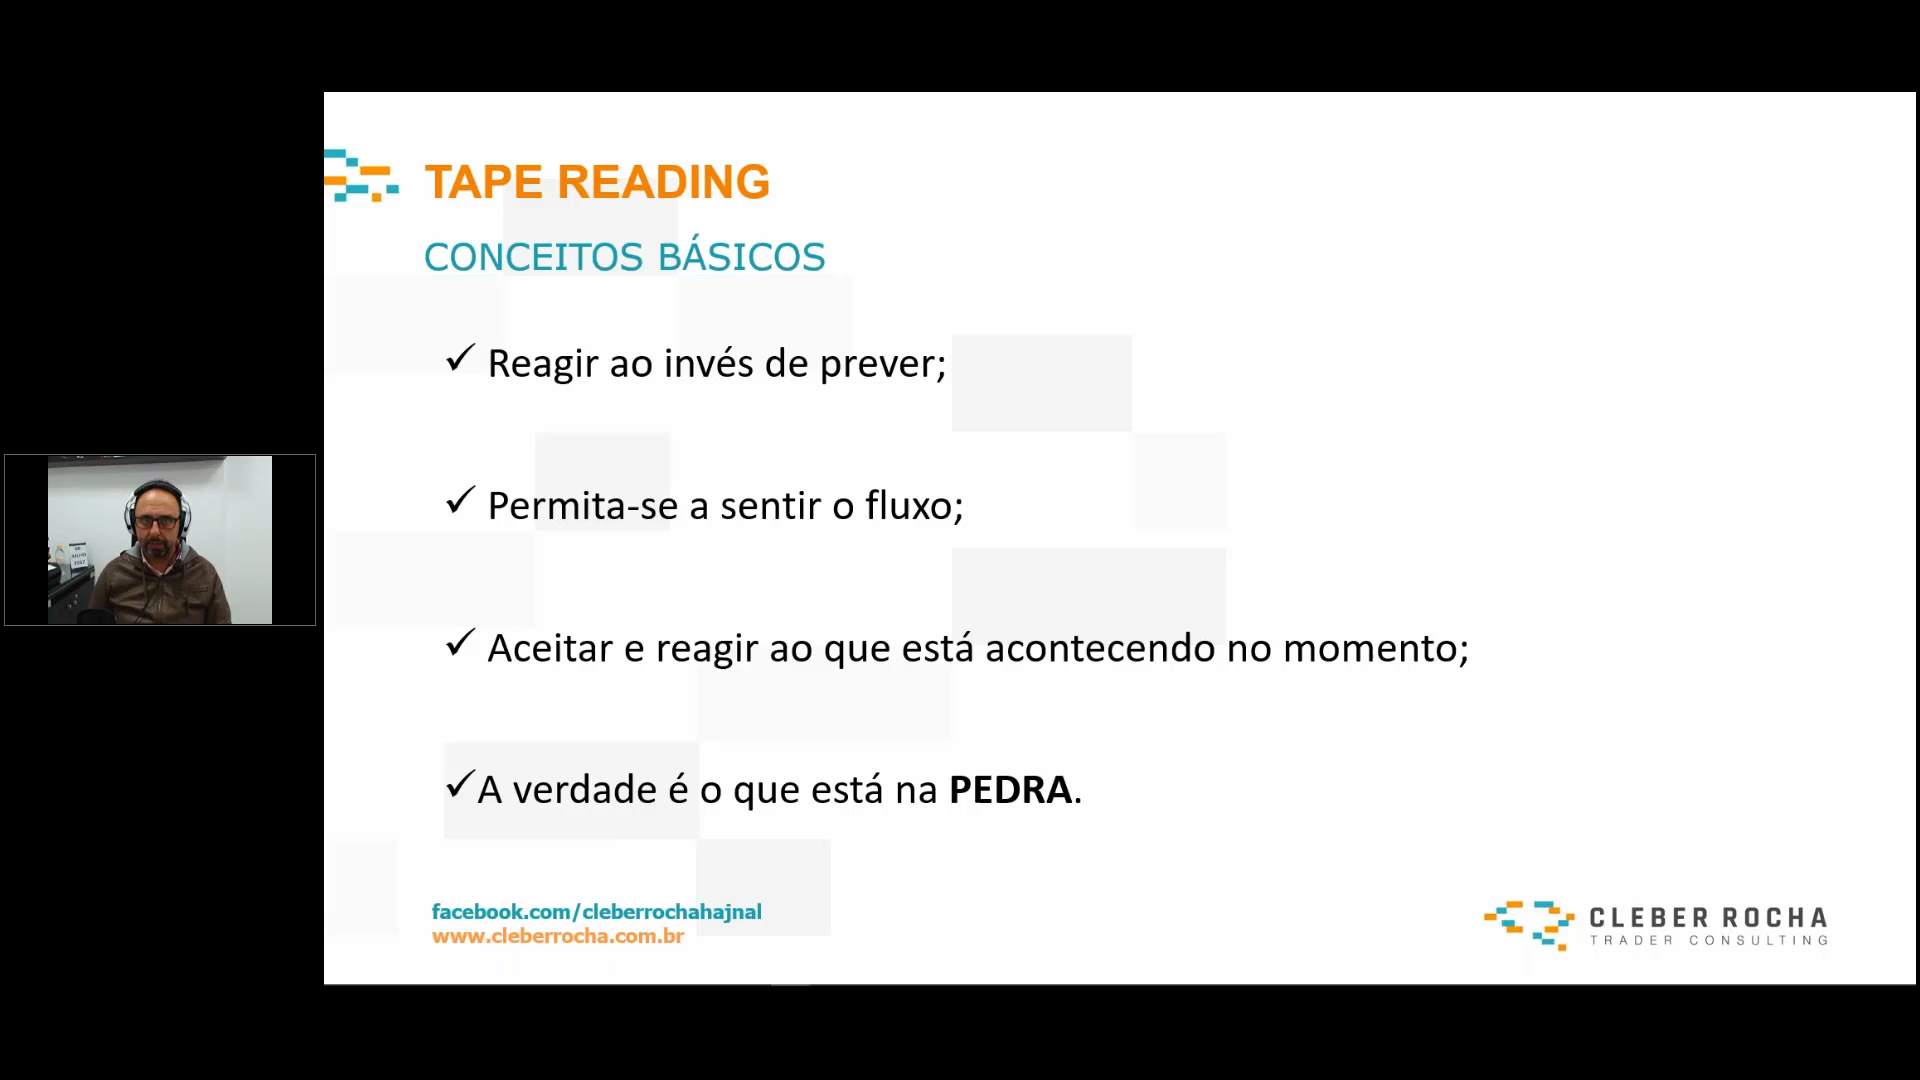 TAPE READING
CONCEITOS BÁSICOS
Reagir ao invés de prever;
Permita-se a sentir o fluxo;
Aceitar e reagir ao que está acontecendo no momento;
A verdade é o que está na PEDRA.
facebook.com/cleberrochahajnal
www.cleberrocha.com.br
CLEBER ROCHA
TRADER CONSULTING